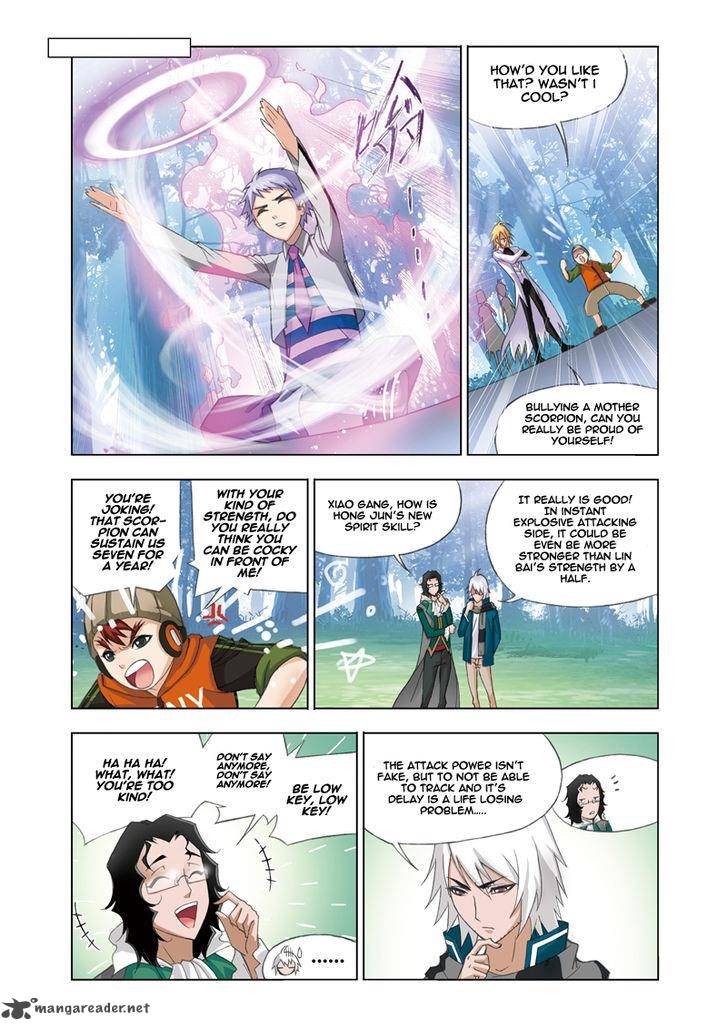 HOW'D YOU LIKE
THAT? WASN'T I
COOL?
BULLYING A MOTHER
SCORPION, CAN YOU
REALLY BE PROUD OF
YOURSELF!
YOU'RE
JOKING!
THAT SCOR-
PION CAN
SUSTAIN US
SEVEN FOR
A YEAR!
WITH YOUR
KIND OF
STRENGTH, DO
YOU REALLY
THINK YOU
CAN BE COCKY
IN FRONT OF
ME!
NY
XIAO GANG, HOW IS
HONG JUN'S NEW
SPIRIT SKILL?
IT REALLY IS GOOD!
IN INSTANT
EXPLOSIVE ATTACKING
SIDE, IT COULD BE
EVEN BE MORE
STRONGER THAN LIN
BAI'S STRENGTH BY A
HALF.
HA HA HA!
WHAT, WHAT!
YOU'RE TOO
KIND!
DON'T SAY
ANYMORE,
DON'T SAY
ANYMORE!
BE LOW
KEY, LOW
KEY!
......
THE ATTACK POWER ISN'T
FAKE, BUT TO NOT BE ABLE
TO TRACK AND IT'S
DELAY IS A LIFE LOSING
PROBLEM.....
mangareader.net